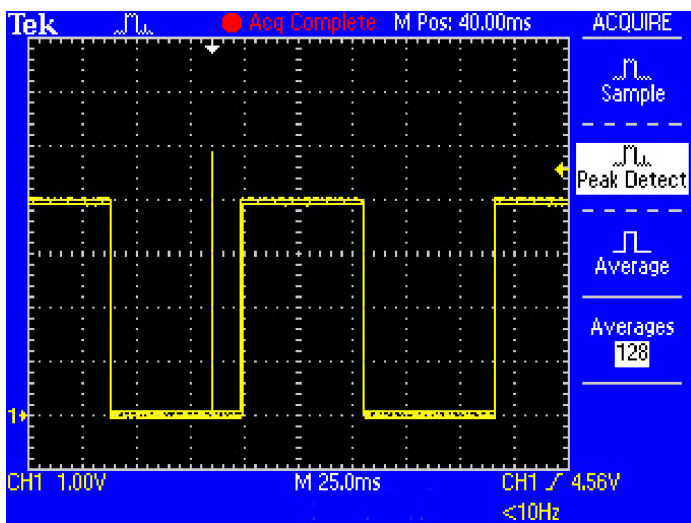 Tek Acq Complete M Pos: 40.00ms ACQUIRE
Sample
Peak Detect
Average
Averages
128
1
CH1 1.00V M 25.0ms CH1 4.56V
<10Hz